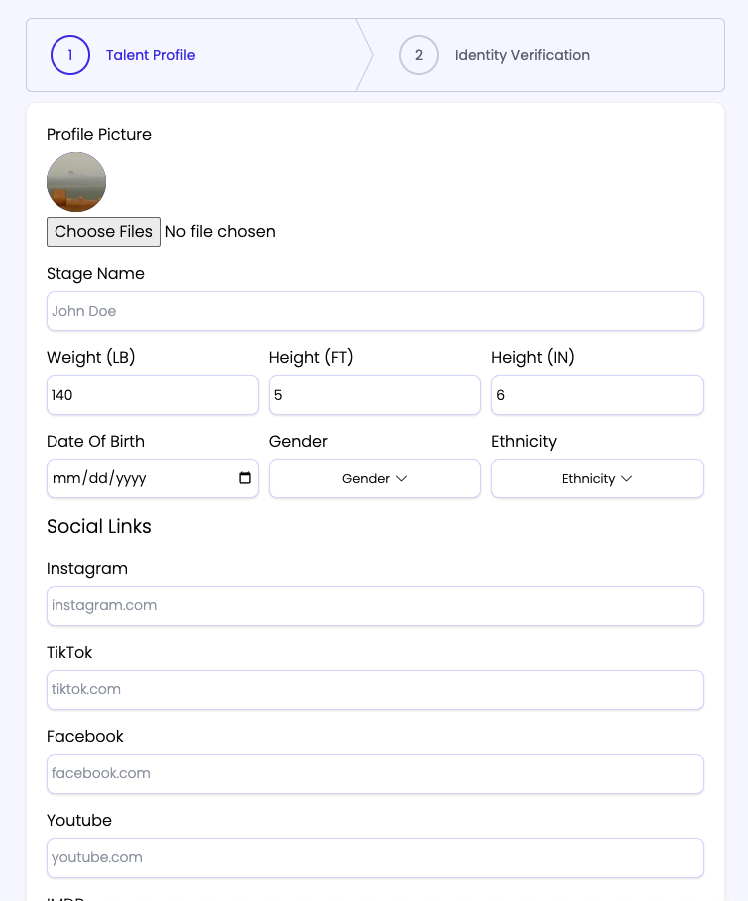 1 Talent Profile 2 Identity Verification
Profile Picture
Choose Files No file chosen
Stage Name
John Doe
Weight (LB) Height (FT) Height (IN)
140 5 6
Date Of Birth Gender Ethnicity
mm/dd/yyyy Gender Ethnicity
Social Links
Instagram
instagram.com
TikTok
tiktok.com
Facebook
facebook.com
Youtube
youtube.com